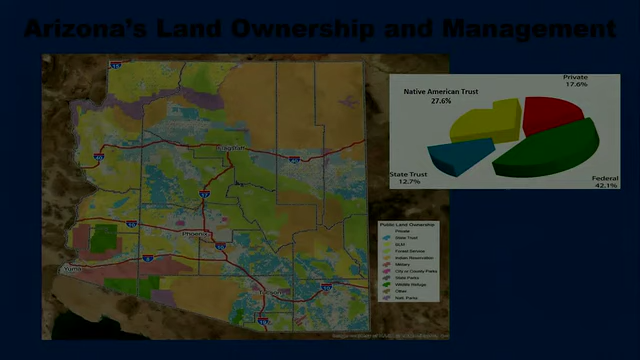 Arizona's Land Ownership and Management
Private
17.6%
Native American Trust
27.6%
State Trust
12.7%
Federal
42.1%
Flagstaff
Phoenix
Yuma
Tucson
Public Land Ownership
Private
State Trust
BLM
Forest Service
Indian Reservation
Military
City or County Parks
State Parks
Wildlife Refuge
Other
Natl. Parks